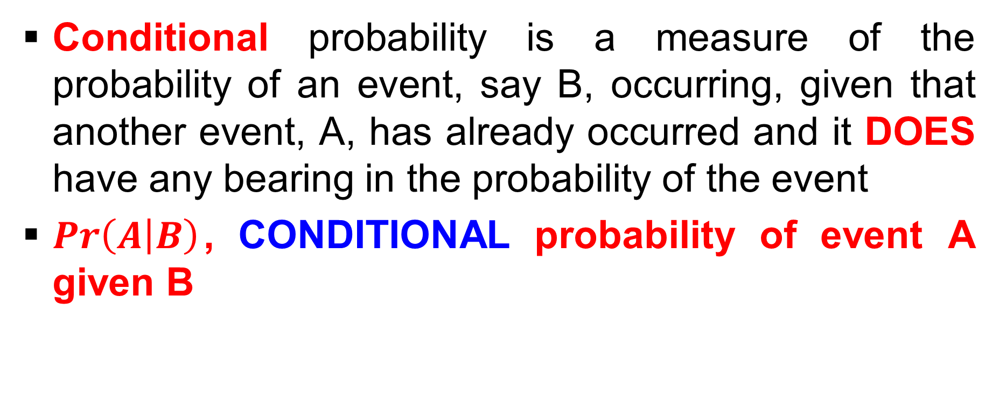 ▪ Conditional probability is a measure of the
probability of an event, say B, occurring, given that
another event, A, has already occurred and it DOES
have any bearing in the probability of the event
▪ Pr(A|B), CONDITIONAL probability of event A
given B